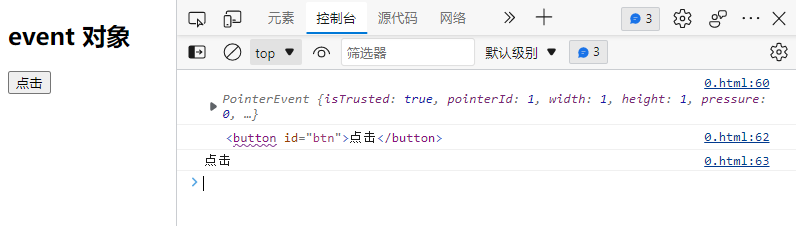 event 对象
点击
元素
控制台
源代码
网络
3
top
筛选器
默认级别
3
0.html:60
PointerEvent {isTrusted: true, pointerId: 1, width: 1, height: 1, pressure:
0, …}
<button id="btn">点击</button>
0.html:62
点击
0.html:63